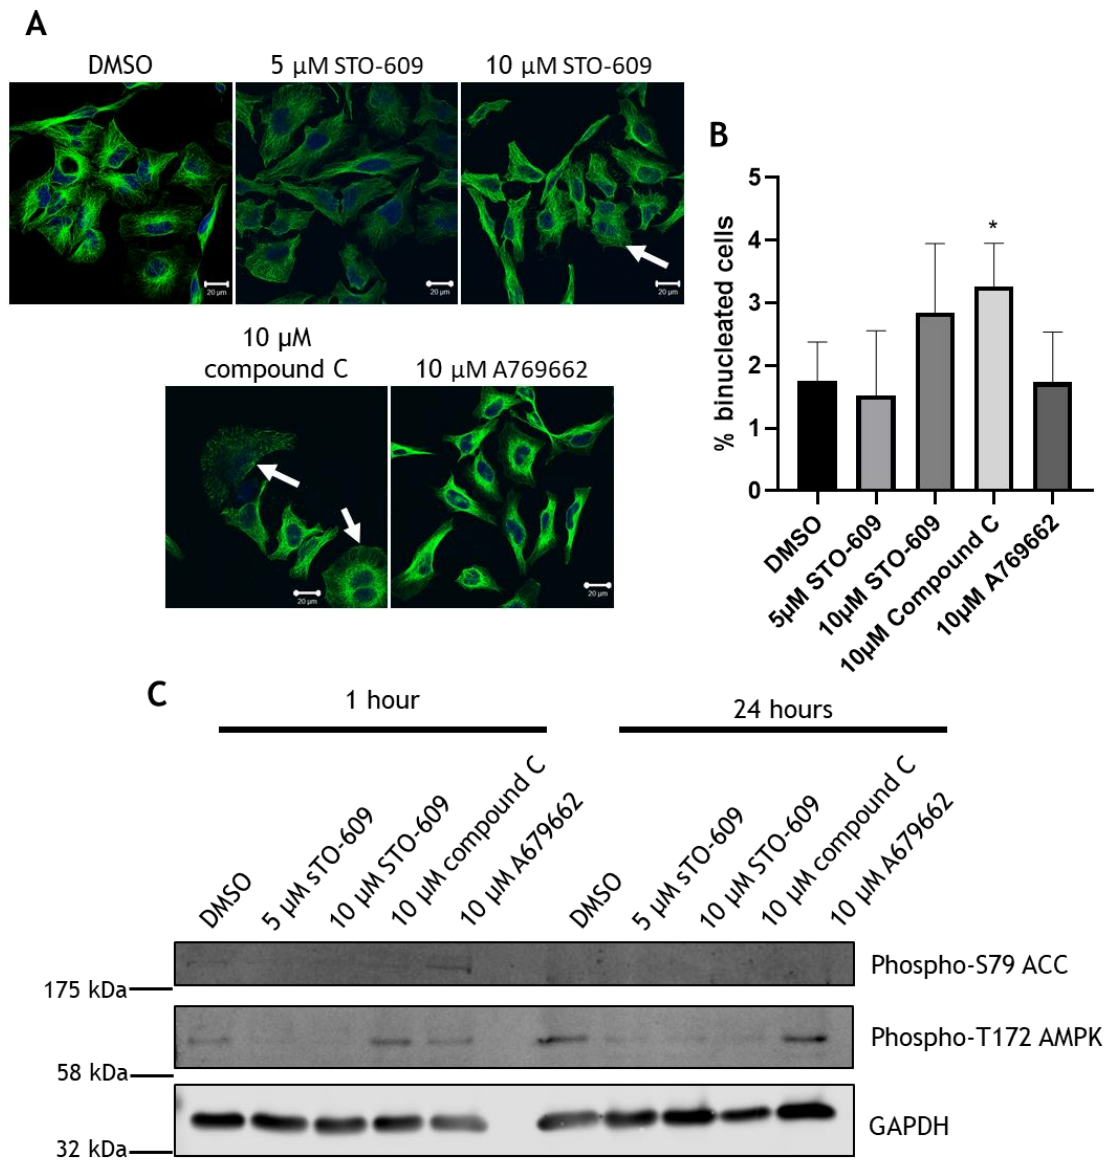 A
DMSO
5 µM STO-609
10 µM STO-609
20 µm
20 µm
20 µm
10 µM
compound C
10 µM A769662
20 µm
20 µm
B
% binucleated cells
5
4
3
2
1
0
*
DMSO
5µM STO-609
10µM STO-609
10µM Compound C
10µM A769662
C
1 hour
24 hours
DMSO
5 µM sTO-609
10 µM STO-609
10 µM compound C
10 µM A679662
DMSO
5 µM sTO-609
10 µM STO-609
10 µM compound C
10 µM A679662
Phospho-S79 ACC
175 kDa
Phospho-T172 AMPK
58 kDa
GAPDH
32 kDa